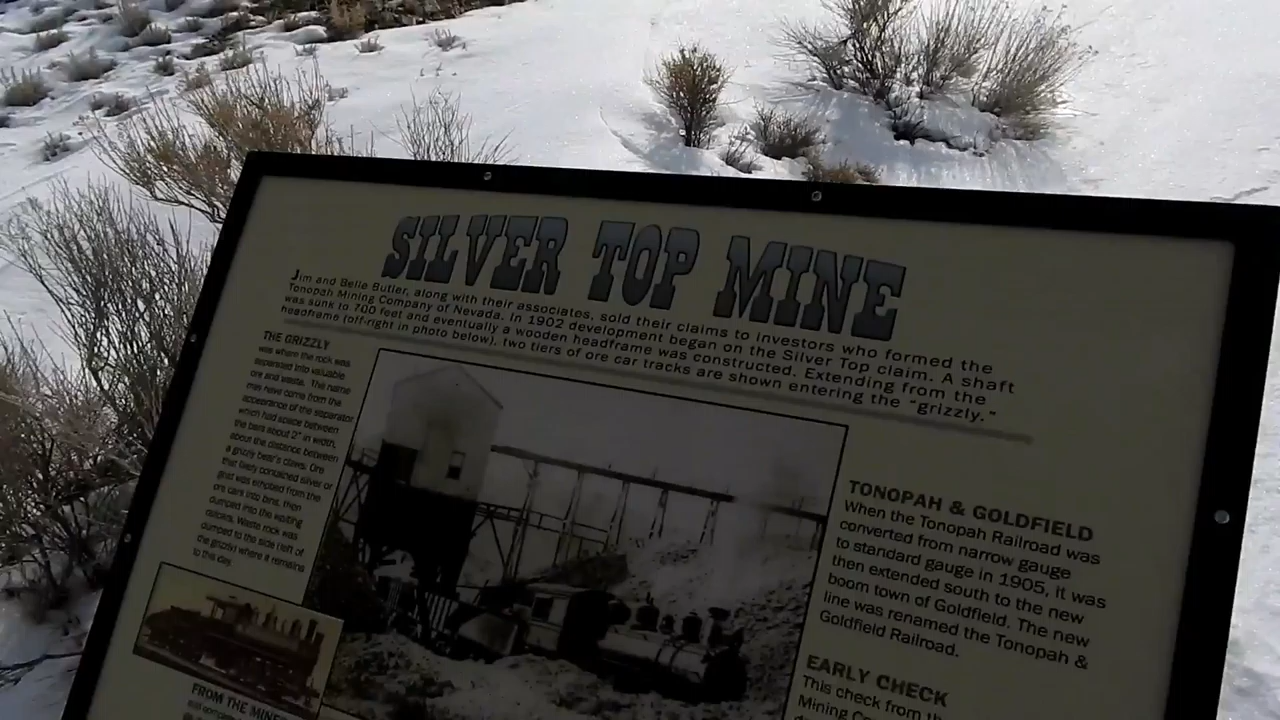 SILVER TOP MINE
Jim and Belle Butler, along with their associates, sold their claims to investors who formed the
Tonopah Mining Company of Nevada. In 1902 development began on the Silver Top claim. A shaft
was sunk to 700 feet and eventually a wooden headframe was constructed. Extending from the
headframe (off-right in photo below), two tiers of ore car tracks are shown entering the "grizzly."
THE GRIZZLY
was where the rock was
separated into valuable
ore and waste. The name
may have come from the
appearance of the separator
which had space between
the bars about 2" in width,
about the distance between
a grizzly bear's claws. Ore
that likely contained silver or
gold was emptied from the
ore cars into bins, then
dumped into the waiting
railcars. Waste rock was
dumped to the side (left of
the grizzly) where it remains
to this day.
FROM THE MINE
TONOPAH & GOLDFIELD
When the Tonopah Railroad was
converted from narrow gauge
to standard gauge in 1905, it was
then extended south to the new
boom town of Goldfield. The new
line was renamed the Tonopah &
Goldfield Railroad.
EARLY CHECK
This check from
Mining